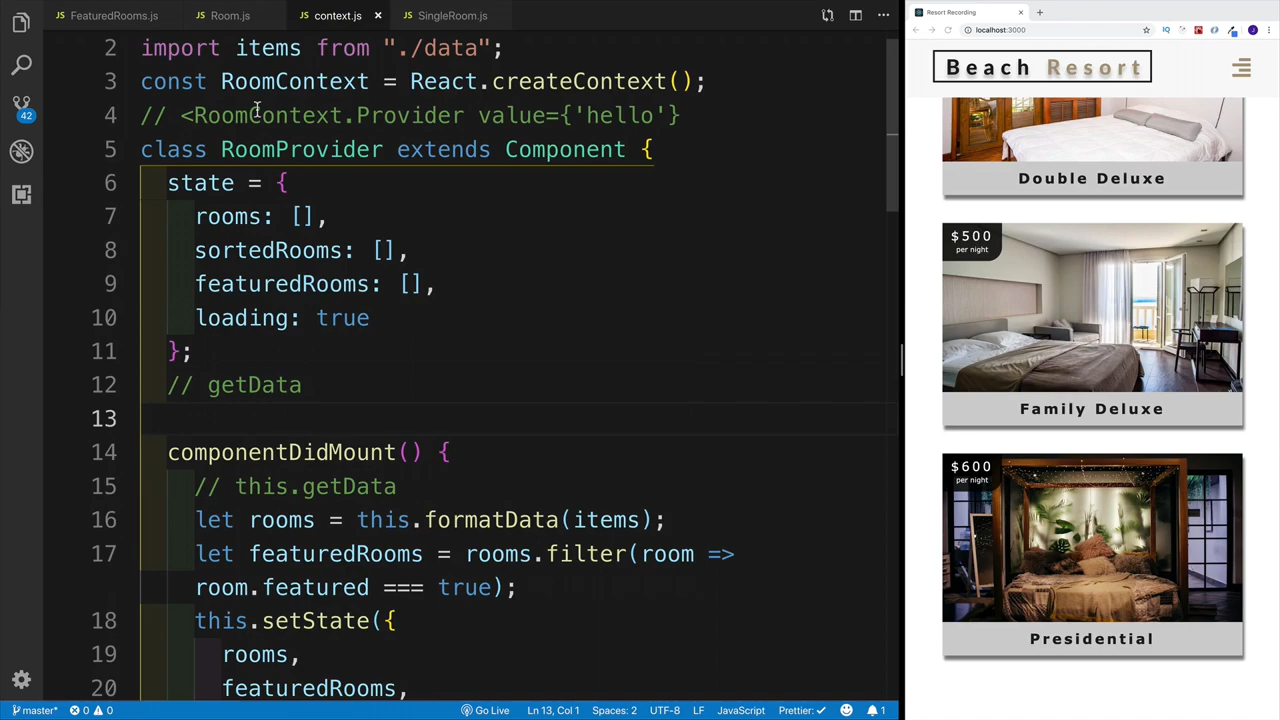 FeaturedRooms.js
Room.js
context.js ×
SingleRoom.js
2 import items from "./data";
3 const RoomContext = React.createContext();
4 // <RoomContext.Provider value={'hello'}
5 class RoomProvider extends Component {
6 state = {
7 rooms: [],
8 sortedRooms: [],
9 featuredRooms: [],
10 loading: true
11 };
12 // getData
13
14 componentDidMount() {
15 // this.getData
16 let rooms = this.formatData(items);
17 let featuredRooms = rooms.filter(room =>
room.featured === true);
18 this.setState({
19 rooms,
20 featuredRooms,
42
master* 0 0 Go Live Ln 13, Col 1 Spaces: 2 UTF-8 LF JavaScript Prettier: ✓ 1
Resort Recording
localhost:3000
IQ
J
Beach Resort
Double Deluxe
$500
per night
Family Deluxe
$600
per night
Presidential